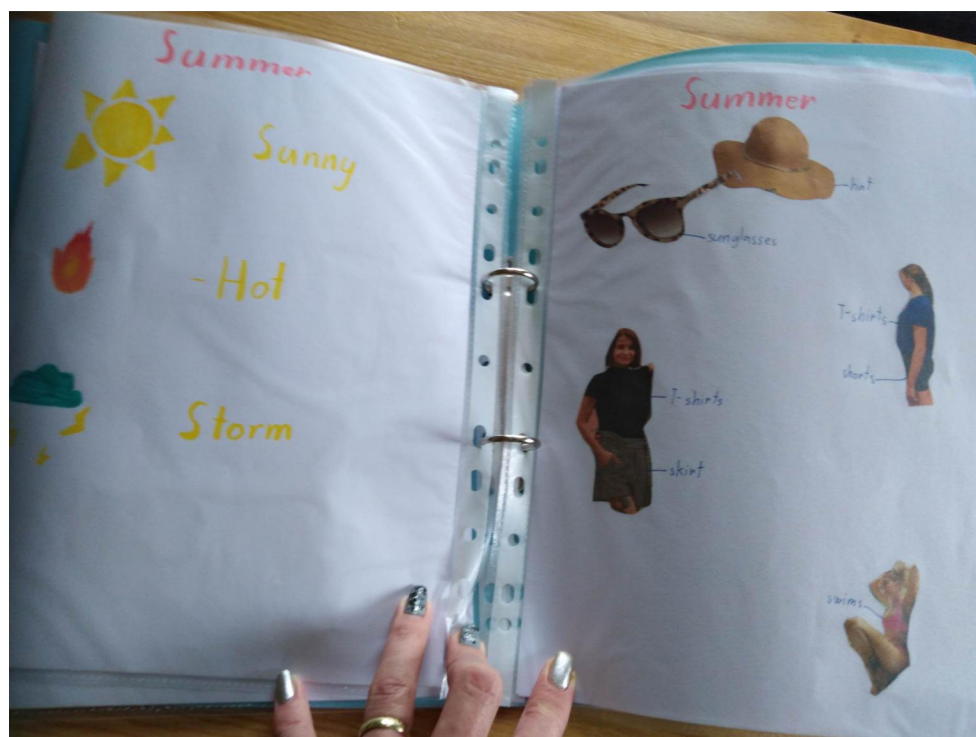 Summer
Sunny
-Hot
Storm
Summer
hat
sunglasses
T-shirts
shorts
T-shirts
skirt
swims